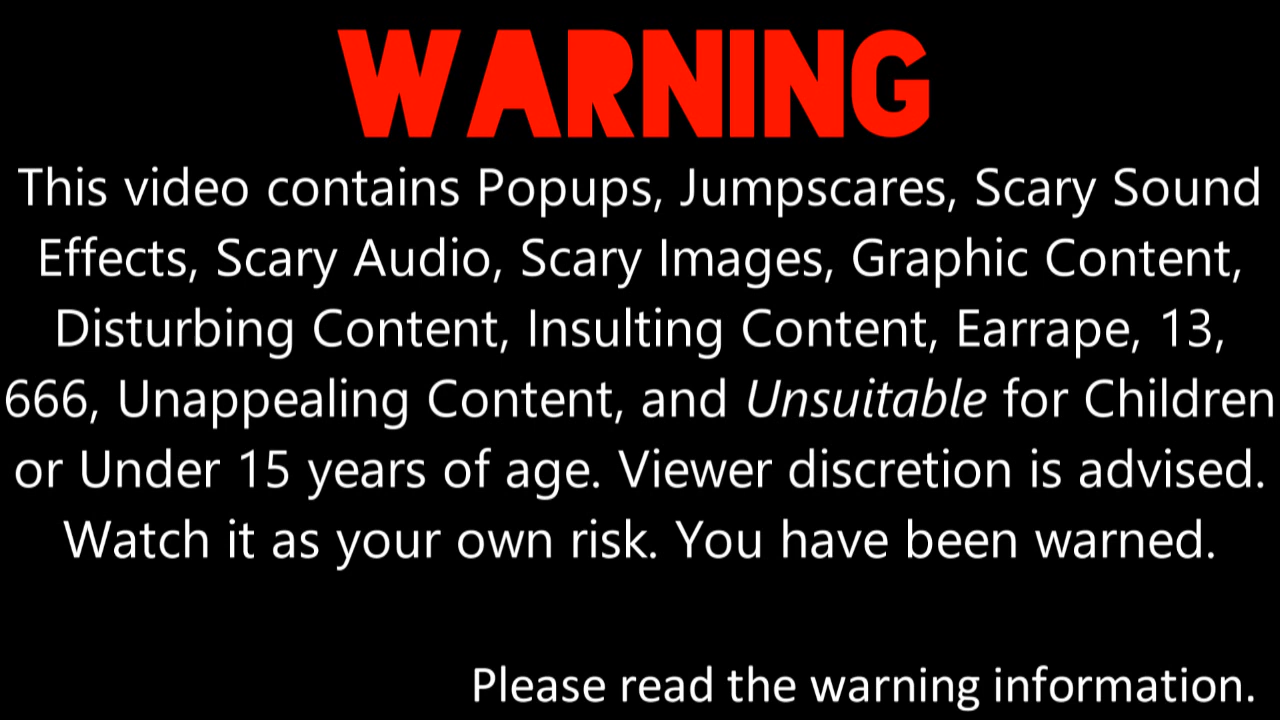 WARNING
This video contains Popups, Jumpscares, Scary Sound
Effects, Scary Audio, Scary Images, Graphic Content,
Disturbing Content, Insulting Content, Earrape, 13,
666, Unappealing Content, and Unsuitable for Children
or Under 15 years of age. Viewer discretion is advised.
Watch it as your own risk. You have been warned.
Please read the warning information.